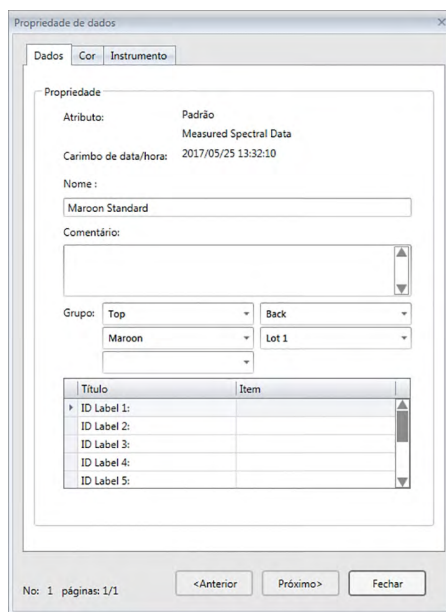 Propriedade de dados
Dados Cor Instrumento
Propriedade
Atributo: Padrão
Measured Spectral Data
Carimbo de data/hora: 2017/05/25 13:32:10
Nome :
Maroon Standard
Comentário:
Grupo: Top Back
Maroon Lot 1
Título Item
ID Label 1:
ID Label 2:
ID Label 3:
ID Label 4:
ID Label 5:
No: 1 páginas: 1/1 <Anterior Próximo> Fechar